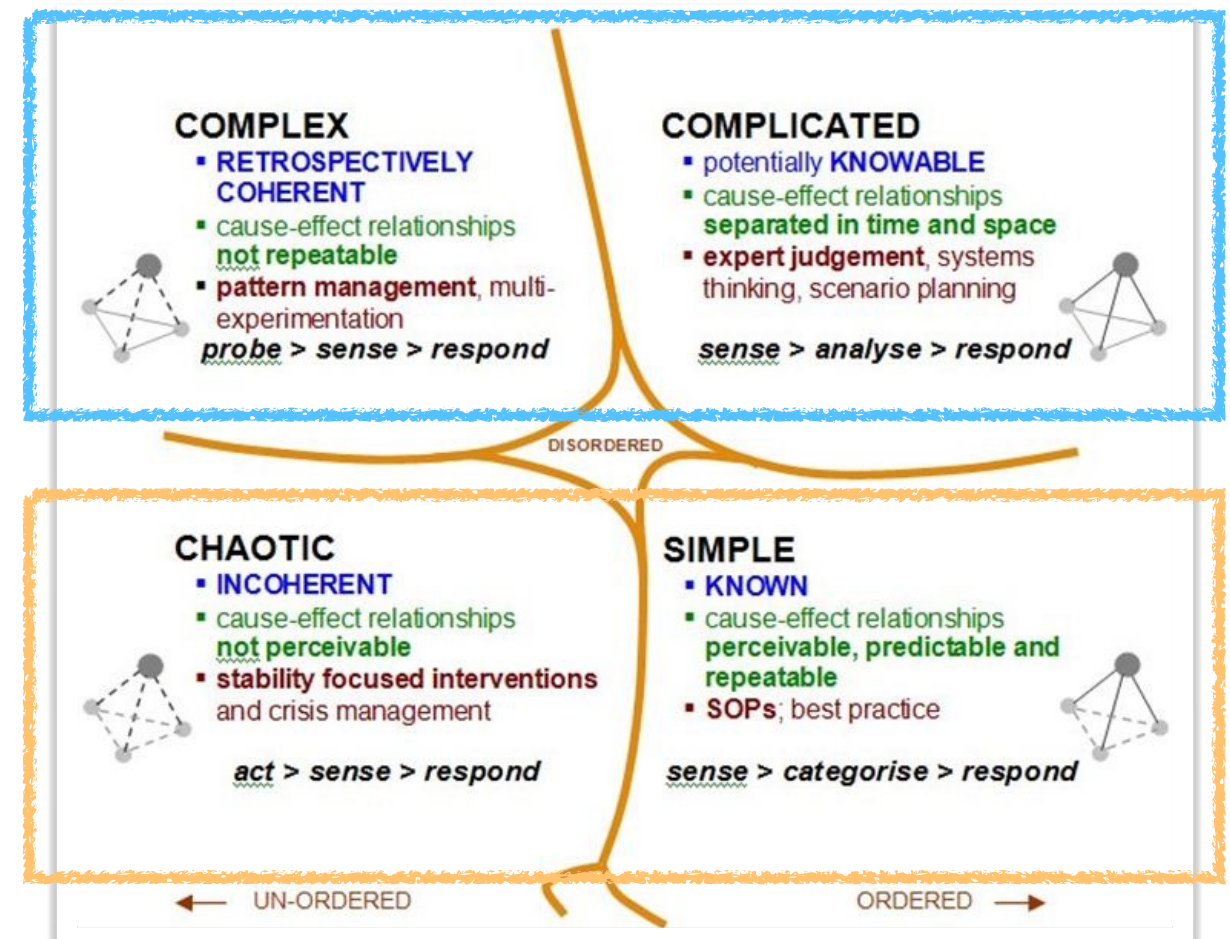 COMPLEX
▪ RETROSPECTIVELY
COHERENT
▪ cause-effect relationships
not repeatable
▪ pattern management, multi-
experimentation
probe > sense > respond
COMPLICATED
▪ potentially KNOWABLE
▪ cause-effect relationships
separated in time and space
▪ expert judgement, systems
thinking, scenario planning
sense > analyse > respond
DISORDERED
CHAOTIC
▪ INCOHERENT
▪ cause-effect relationships
not perceivable
▪ stability focused interventions
and crisis management
act > sense > respond
SIMPLE
▪ KNOWN
▪ cause-effect relationships
perceivable, predictable and
repeatable
▪ SOPs; best practice
sense > categorise > respond
UN-ORDERED
ORDERED